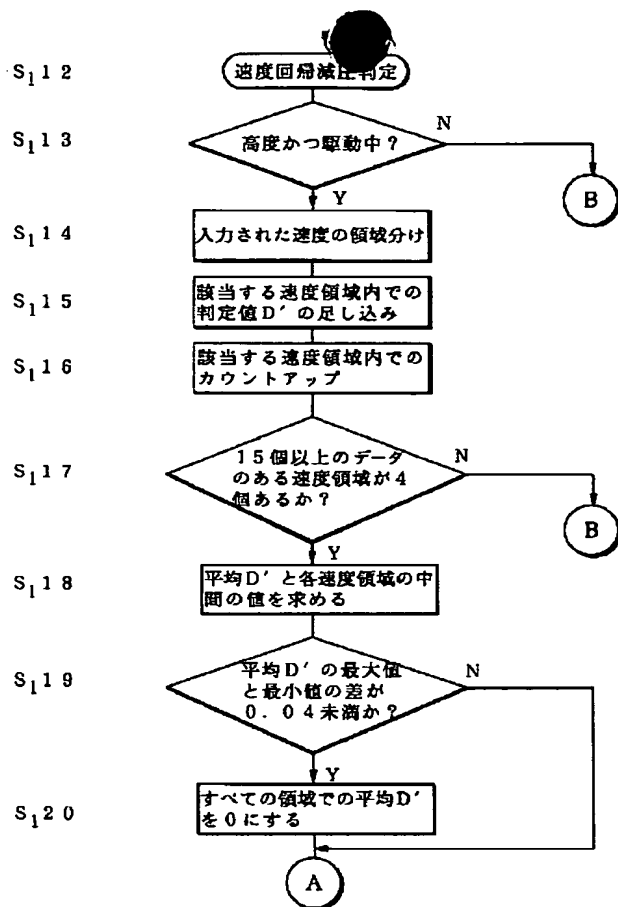 S₁12
速度回帰減圧判定
S₁13
高度かつ駆動中？
N
B
Y
S₁14
入力された速度の領域分け
S₁15
該当する速度領域内での
判定値D′の足し込み
S₁16
該当する速度領域内での
カウントアップ
S₁17
15個以上のデータ
のある速度領域が4
個あるか？
N
B
Y
S₁18
平均D′と各速度領域の中
間の値を求める
S₁19
平均D′の最大値
と最小値の差が
0.04未満か？
N
Y
S₁20
すべての領域での平均D′
を0にする
A